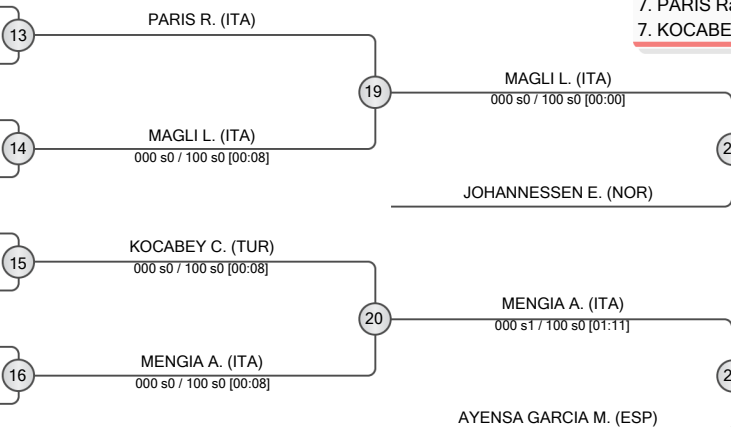 7. PARIS
7. KOCABE
13
PARIS R. (ITA)
19
MAGLI L. (ITA)
000 s0 / 100 s0 [00:00]
14
MAGLI L. (ITA)
000 s0 / 100 s0 [00:08]
JOHANNESSEN E. (NOR)
15
KOCABEY C. (TUR)
000 s0 / 100 s0 [00:08]
20
MENGIA A. (ITA)
000 s1 / 100 s0 [01:11]
16
MENGIA A. (ITA)
000 s0 / 100 s0 [00:08]
AYENSA GARCIA M. (ESP)